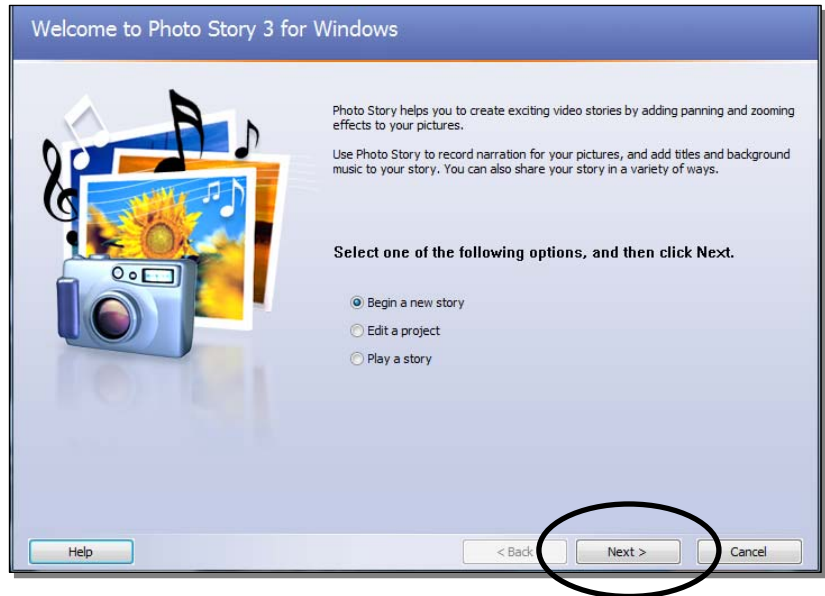 Welcome to Photo Story 3 for Windows
Photo Story helps you to create exciting video stories by adding panning and zooming
effects to your pictures.
Use Photo Story to record narration for your pictures, and add titles and background
music to your story. You can also share your story in a variety of ways.
Select one of the following options, and then click Next.
Begin a new story
Edit a project
Play a story
Help
< Back
Next >
Cancel